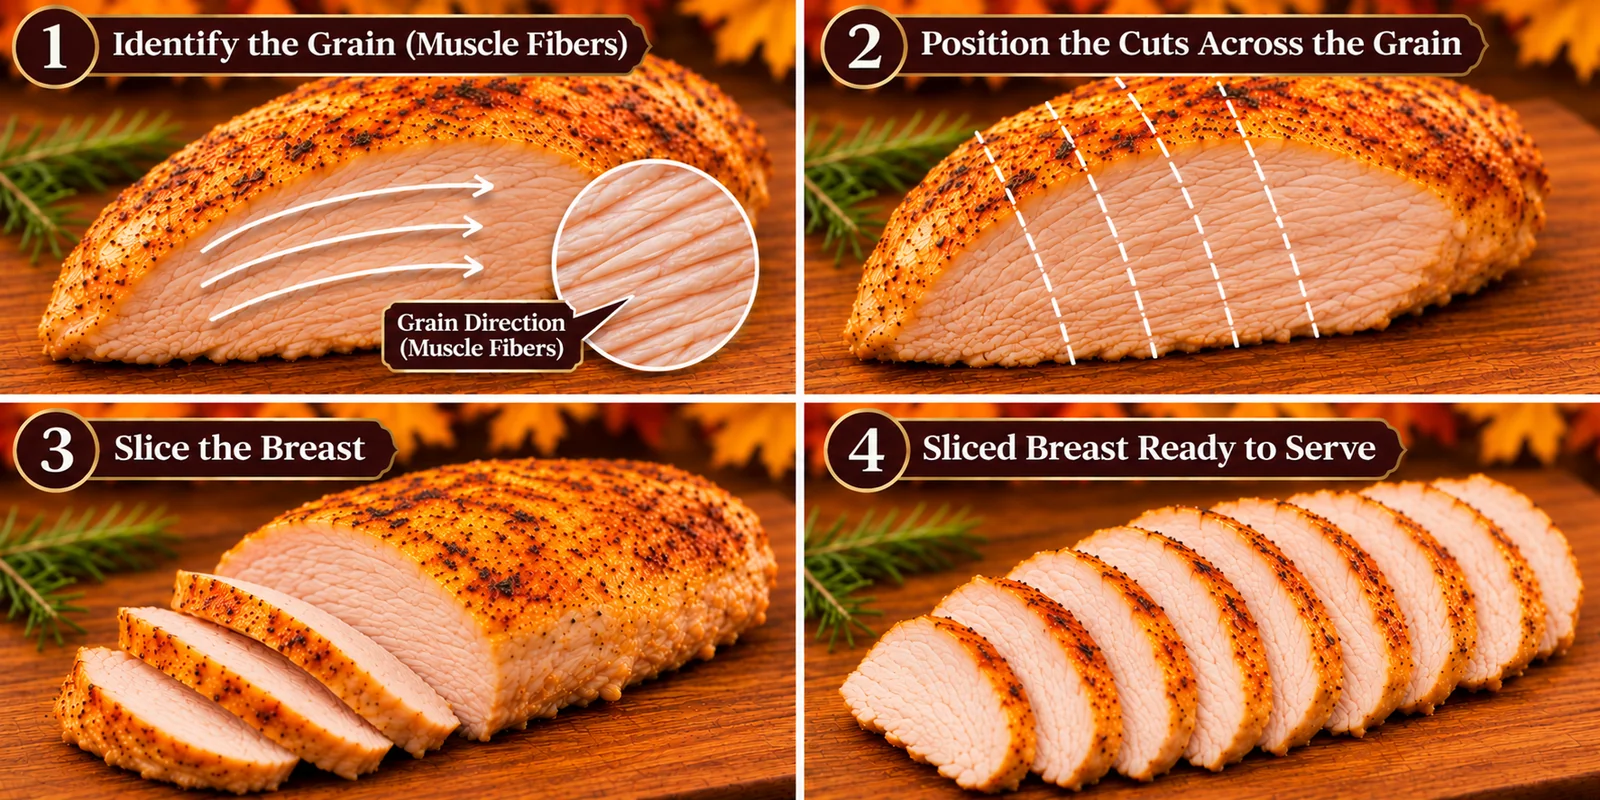 1 Identify the Grain (Muscle Fibers)
Grain Direction
(Muscle Fibers)
2 Position the Cuts Across the Grain
3 Slice the Breast
4 Sliced Breast Ready to Serve